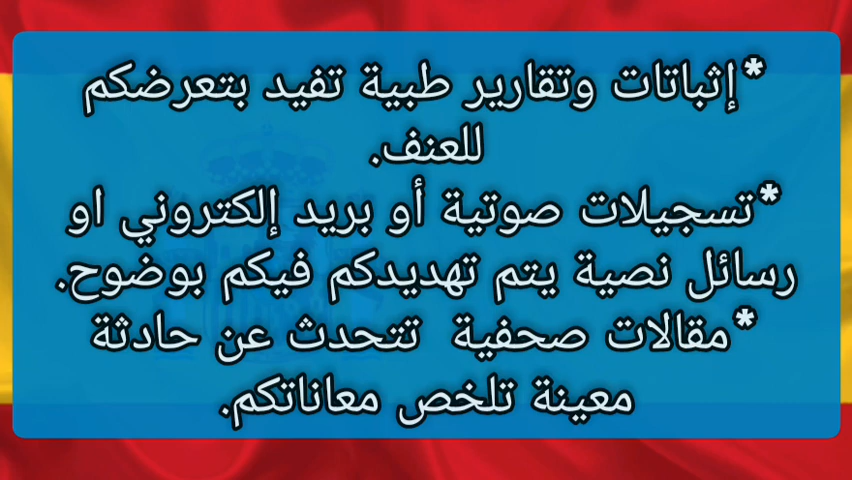 *إثباتات وتقارير طبية تفيد بتعرضكم
للعنف.
*تسجيلات صوتية أو بريد إلكتروني او
رسائل نصية يتم تهديدكم فيكم بوضوح.
*مقالات صحفية تتحدث عن حادثة
معينة تلخص معاناتكم.